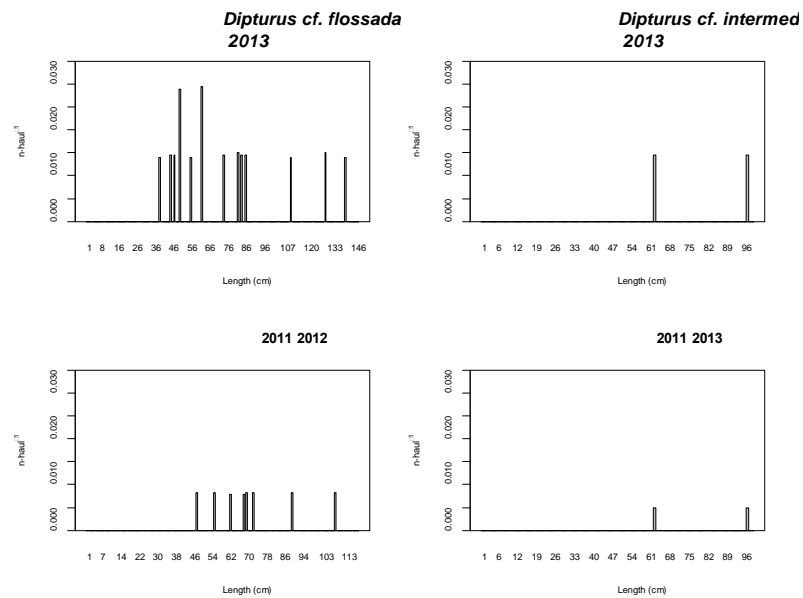 Dipturus cf. flossada
2013
Dipturus cf. intermed
2013
n·haul⁻¹
0.000 0.010 0.020 0.030
1 8 16 26 36 46 56 66 76 86 96 107 120 133 146
Length (cm)
n·haul⁻¹
0.000 0.010 0.020 0.030
1 6 12 19 26 33 40 47 54 61 68 75 82 89 96
Length (cm)
2011 2012
2011 2013
n·haul⁻¹
0.000 0.010 0.020 0.030
1 7 14 22 30 38 46 54 62 70 78 86 94 103 113
Length (cm)
n·haul⁻¹
0.000 0.010 0.020 0.030
1 6 12 19 26 33 40 47 54 61 68 75 82 89 96
Length (cm)